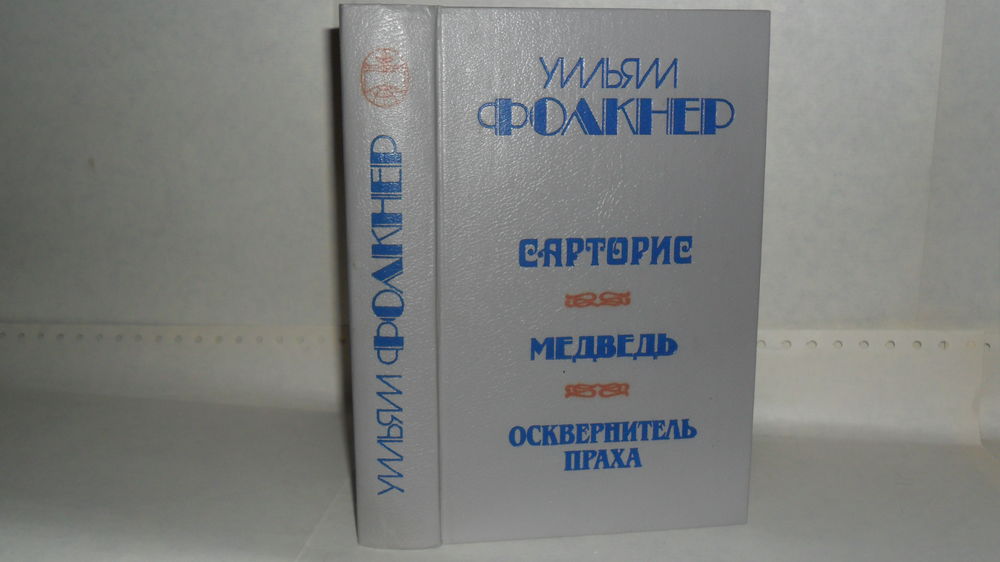 УИЛЬЯМ ФОЛКНЕР
УИЛЬЯМ
ФОЛКНЕР
САРТОРИС
МЕДВЕДЬ
ОСКВЕРНИТЕЛЬ
ПРАХА